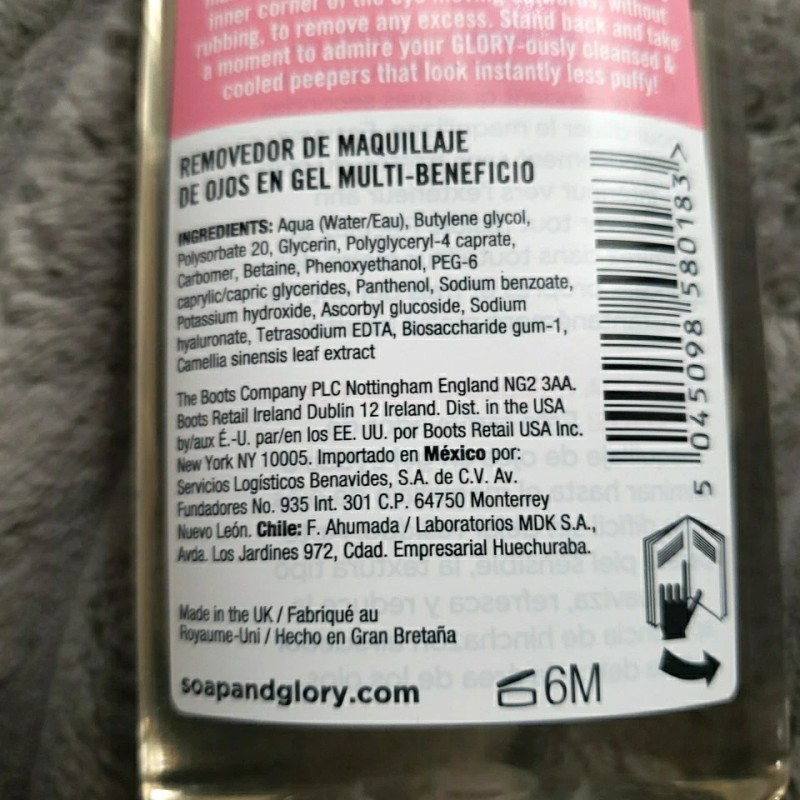 inner corner of the eye moving outwards, without
rubbing, to remove any excess. Stand back and take
a moment to admire your GLORY-ously cleansed &
cooled peepers that look instantly less puffy!
REMOVEDOR DE MAQUILLAJE
DE OJOS EN GEL MULTI-BENEFICIO
INGREDIENTS: Aqua (Water/Eau), Butylene glycol,
Polysorbate 20, Glycerin, Polyglyceryl-4 caprate,
Carbomer, Betaine, Phenoxyethanol, PEG-6
caprylic/capric glycerides, Panthenol, Sodium benzoate,
Potassium hydroxide, Ascorbyl glucoside, Sodium
hyaluronate, Tetrasodium EDTA, Biosaccharide gum-1,
Camellia sinensis leaf extract
The Boots Company PLC Nottingham England NG2 3AA.
Boots Retail Ireland Dublin 12 Ireland. Dist. in the USA
by/aux É.-U. par/en los EE. UU. por Boots Retail USA Inc.
New York NY 10005. Importado en México por:
Servicios Logísticos Benavides, S.A. de C.V. Av.
Fundadores No. 935 Int. 301 C.P. 64750 Monterrey
Nuevo León. Chile: F. Ahumada / Laboratorios MDK S.A.,
Avda. Los Jardines 972, Cdad. Empresarial Huechuraba.
Made in the UK / Fabriqué au
Royaume-Uni / Hecho en Gran Bretaña
soapandglory.com
6M
5 045098 580183 >